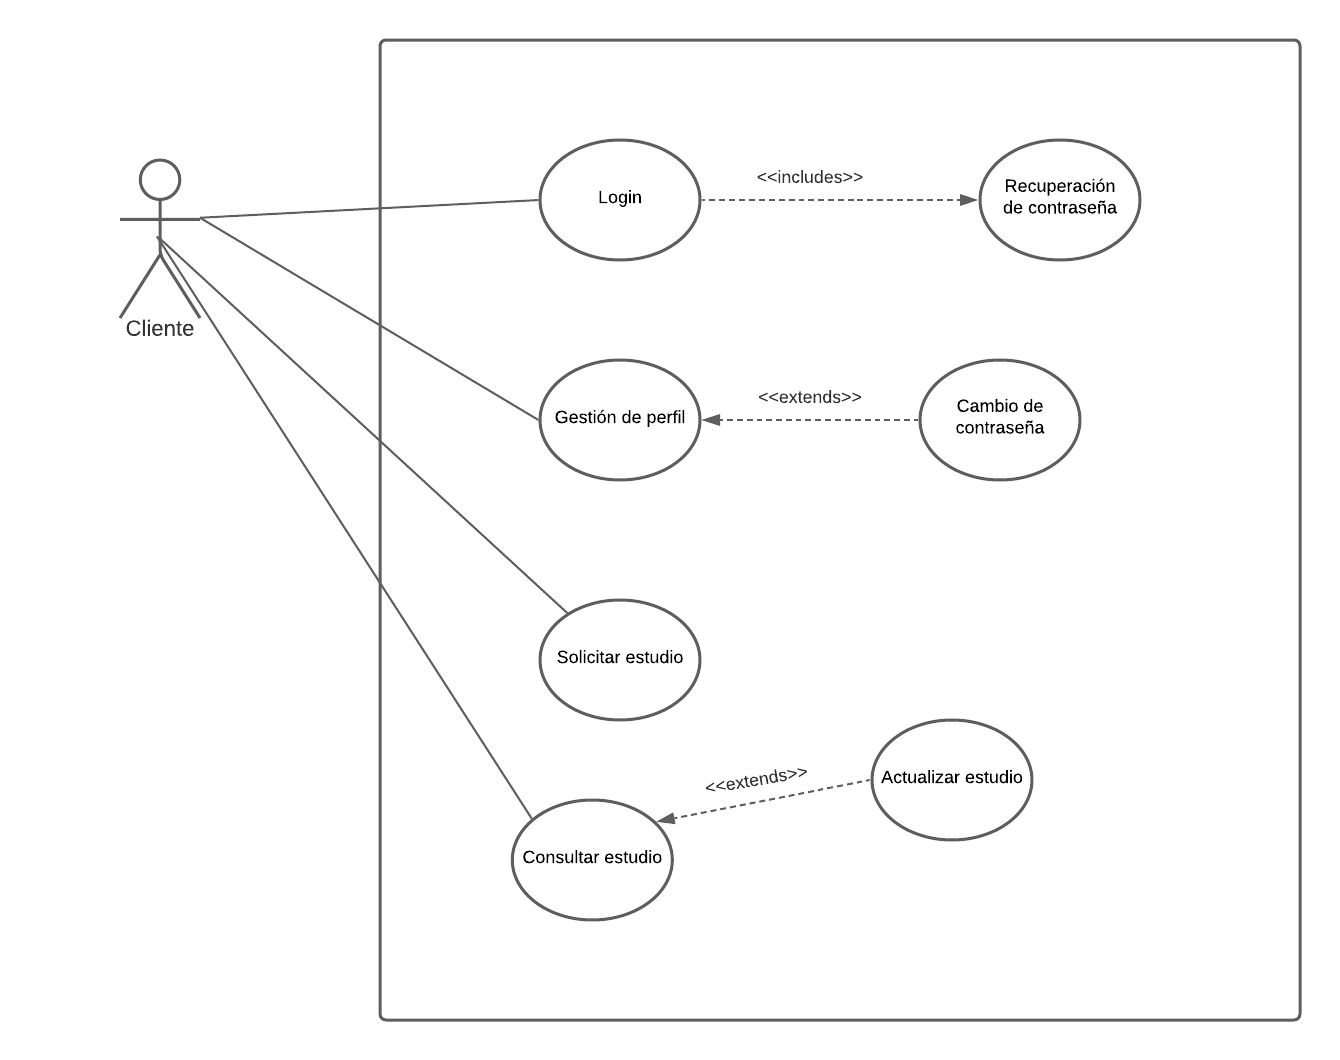 Login
<<includes>>
Recuperación
de contraseña
Cliente
Gestión de perfil
<<extends>>
Cambio de
contraseña
Solicitar estudio
<<extends>>
Actualizar estudio
Consultar estudio